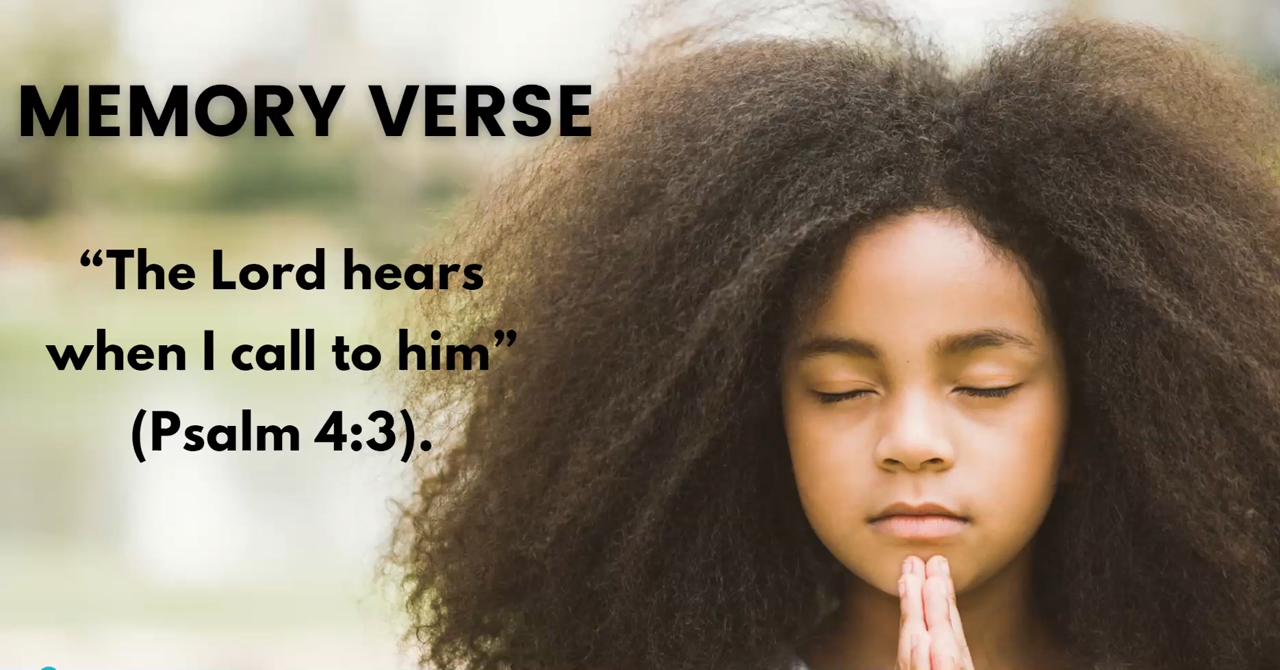 MEMORY VERSE
“The Lord hears
when I call to him”
(Psalm 4:3).